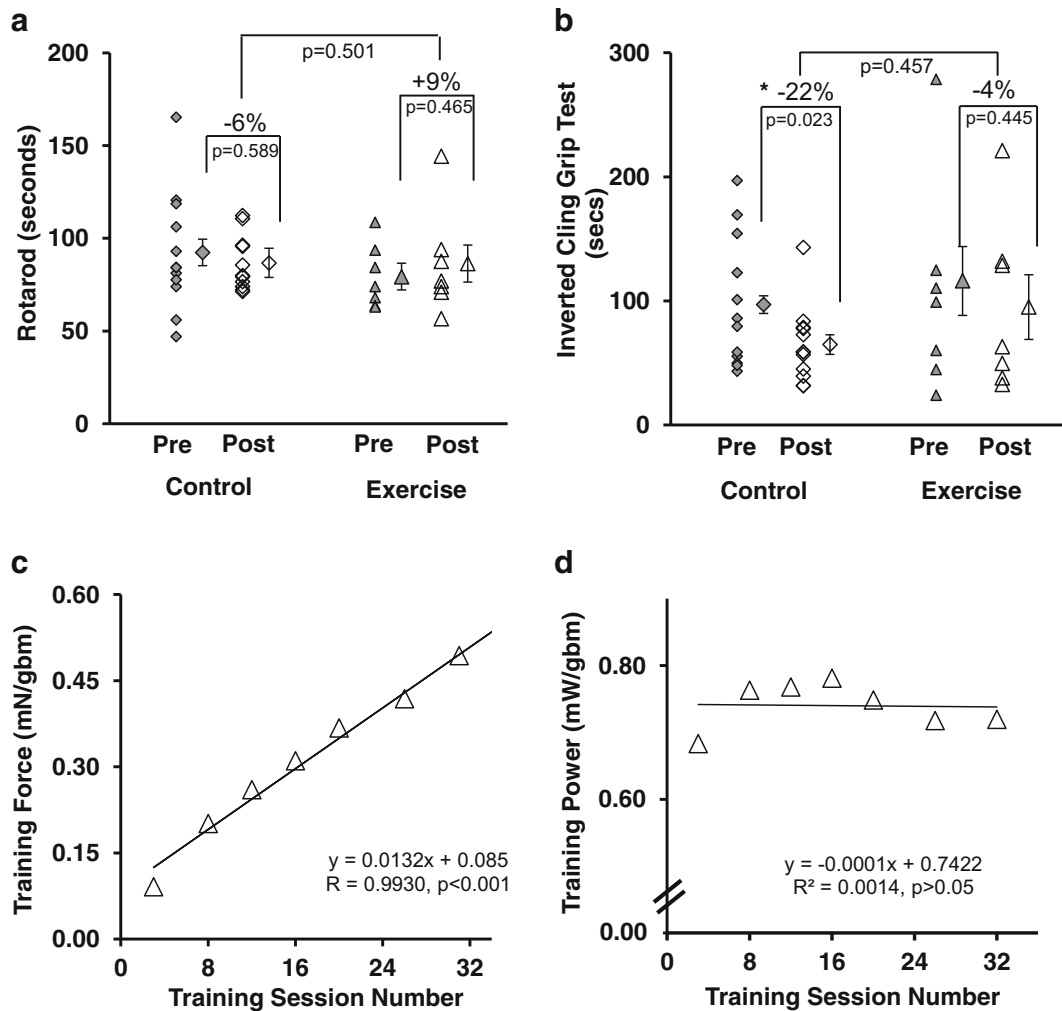 a
Rotarod (seconds)
200
150
100
50
0
p=0.501
-6%
p=0.589
+9%
p=0.465
Pre Post Pre Post
Control Exercise
b
Inverted Cling Grip Test
(secs)
300
200
100
0
p=0.457
* -22%
p=0.023
-4%
p=0.445
Pre Post Pre Post
Control Exercise
c
Training Force (mN/gbm)
0.60
0.45
0.30
0.15
0.00
y = 0.0132x + 0.085
R = 0.9930, p<0.001
0 8 16 24 32
Training Session Number
d
Training Power (mW/gbm)
0.80
0.60
0.00
y = -0.0001x + 0.7422
R² = 0.0014, p>0.05
0 8 16 24 32
Training Session Number